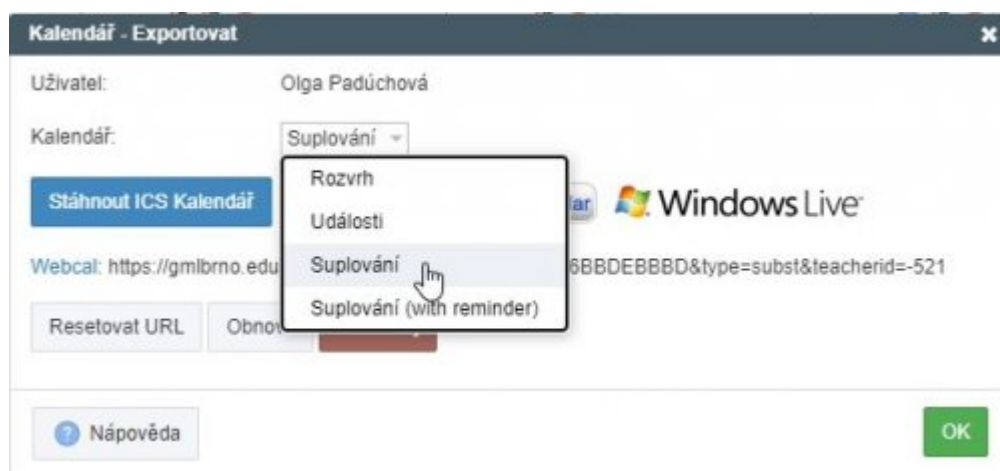 Kalendář - Exportovat
Uživatel: Olga Padúchová
Kalendář: Suplování
Rozvrh
Stáhnout ICS Kalendář Windows Live
Události
Webcal: https://gmlbrno.edu Suplování 6BBDEBBBD&type=subst&teacherid=-521
Suplování (with reminder)
Resetovat URL
Nápověda OK